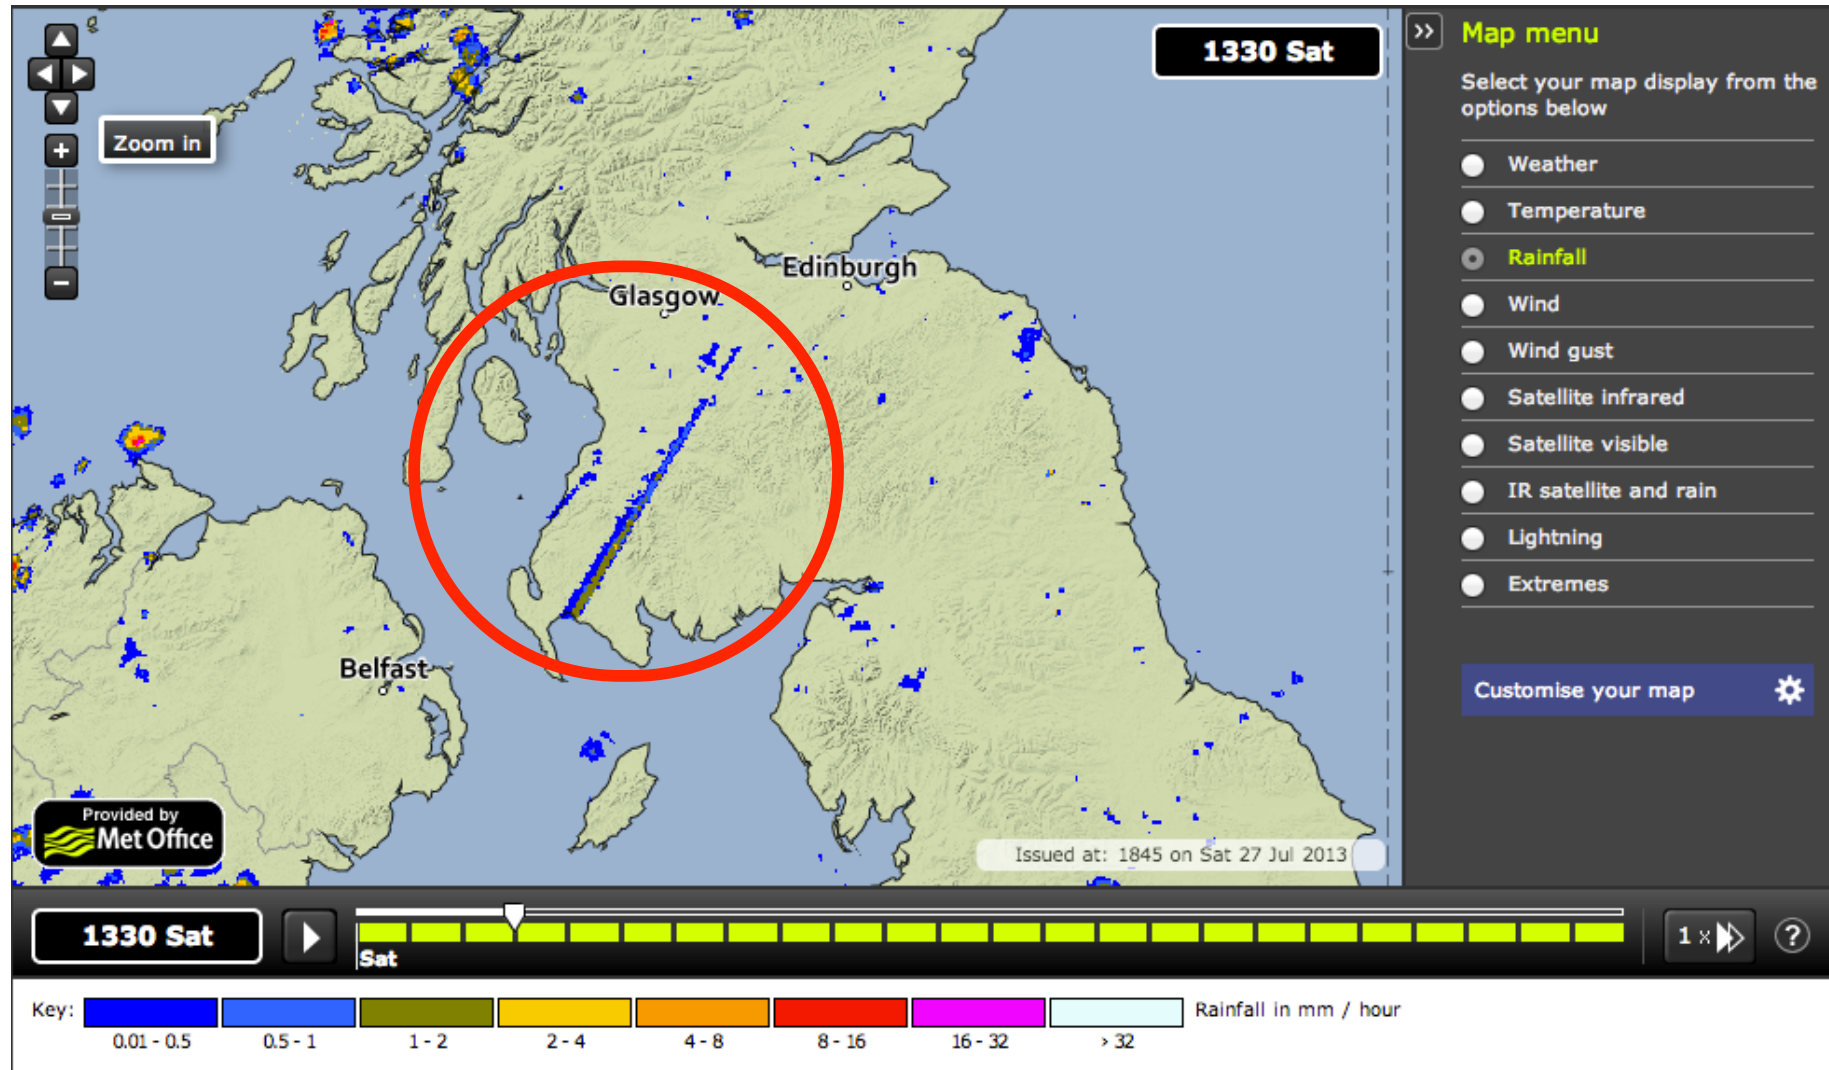 1330 Sat
>>
Map menu
Select your map display from the
options below
Zoom in
Weather
Temperature
Rainfall
Wind
Wind gust
Satellite infrared
Satellite visible
IR satellite and rain
Lightning
Extremes
Customise your map
Edinburgh
Glasgow
Belfast
Provided by
Met Office
Issued at: 1845 on Sat 27 Jul 2013
1330 Sat
Sat
1 x
?
Key:
Rainfall in mm / hour
0.01 - 0.5 0.5 - 1 1 - 2 2 - 4 4 - 8 8 - 16 16 - 32 > 32